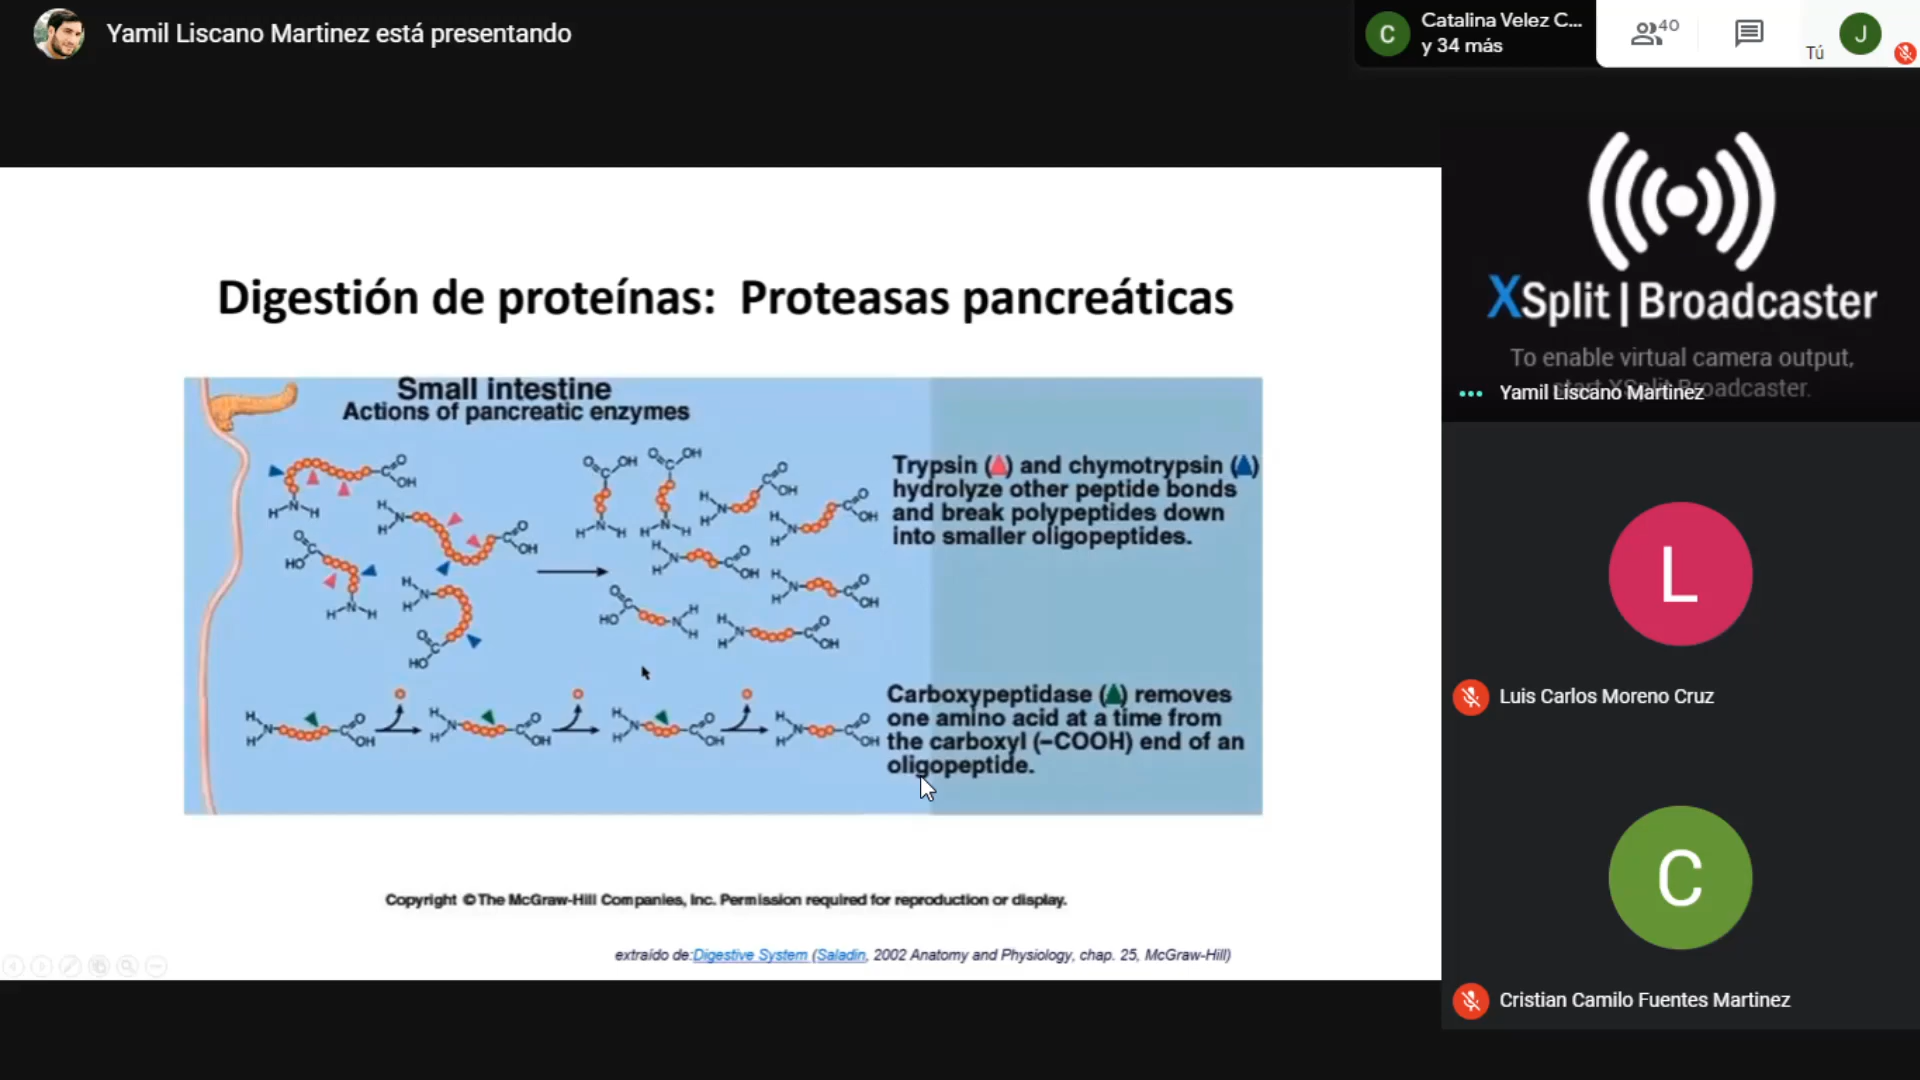 Yamil Liscano Martinez está presentando
C
Catalina Velez C...
y 34 más
40
Tú
J
XSplit | Broadcaster
To enable virtual camera output,
start XSplit Broadcaster.
Yamil Liscano Martinez
L
Luis Carlos Moreno Cruz
C
Cristian Camilo Fuentes Martinez
Digestión de proteínas: Proteasas pancreáticas
Small intestine
Actions of pancreatic enzymes
Trypsin (▲) and chymotrypsin (▲)
hydrolyze other peptide bonds
and break polypeptides down
into smaller oligopeptides.
Carboxypeptidase (▲) removes
one amino acid at a time from
the carboxyl (–COOH) end of an
oligopeptide.
Copyright © The McGraw-Hill Companies, Inc. Permission required for reproduction or display.
extraído de:Digestive System (Saladin, 2002 Anatomy and Physiology, chap. 25, McGraw-Hill)